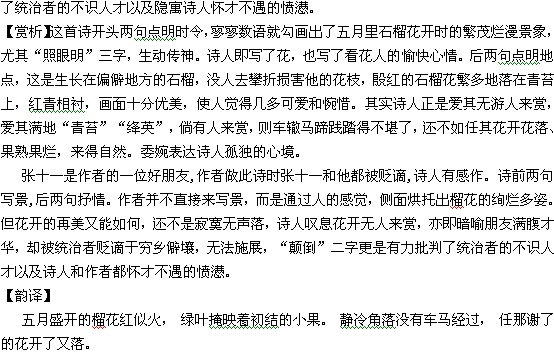 了统治者的不识人才以及隐寓诗人怀才不遇的愤懑。
【赏析】这首诗开头两句点明时令,寥寥数语就勾画出了五月里石榴花开时的繁茂烂漫景象，
尤其“照眼明”三字，生动传神。诗人即写了花，也写了看花人的愉快心情。后两句点明地
点，这是生长在偏僻地方的石榴，没人去攀折损害他的花枝，殷红的石榴花繁多地落在青苔
上，红青相衬，画面十分优美，使人觉得几多可爱和惋惜。其实诗人正是爱其无游人来赏，
爱其满地“青苔”“绛英”，倘有人来赏，则车辙马蹄践踏得不堪了，还不如任其花开花落、
果熟果烂，来得自然。委婉表达诗人孤独的心境。
张十一是作者的一位好朋友,作者做此诗时张十一和他都被贬谪,诗人有感作。诗前两句
写景,后两句抒情。作者并不直接来写景，而是通过人的感觉，侧面烘托出榴花的绚烂多姿。
但花开的再美又能如何，还不是寂寞无声落，诗人叹息花开无人来赏，亦即暗喻朋友满腹才
华，却被统治者贬谪于穷乡僻壤，无法施展，“颠倒”二字更是有力批判了统治者的不识人
才以及诗人和作者都怀才不遇的愤懑。
【韵译】
五月盛开的榴花红似火， 绿叶掩映着初结的小果。 静冷角落没有车马经过， 任那谢了
的花开了又落。